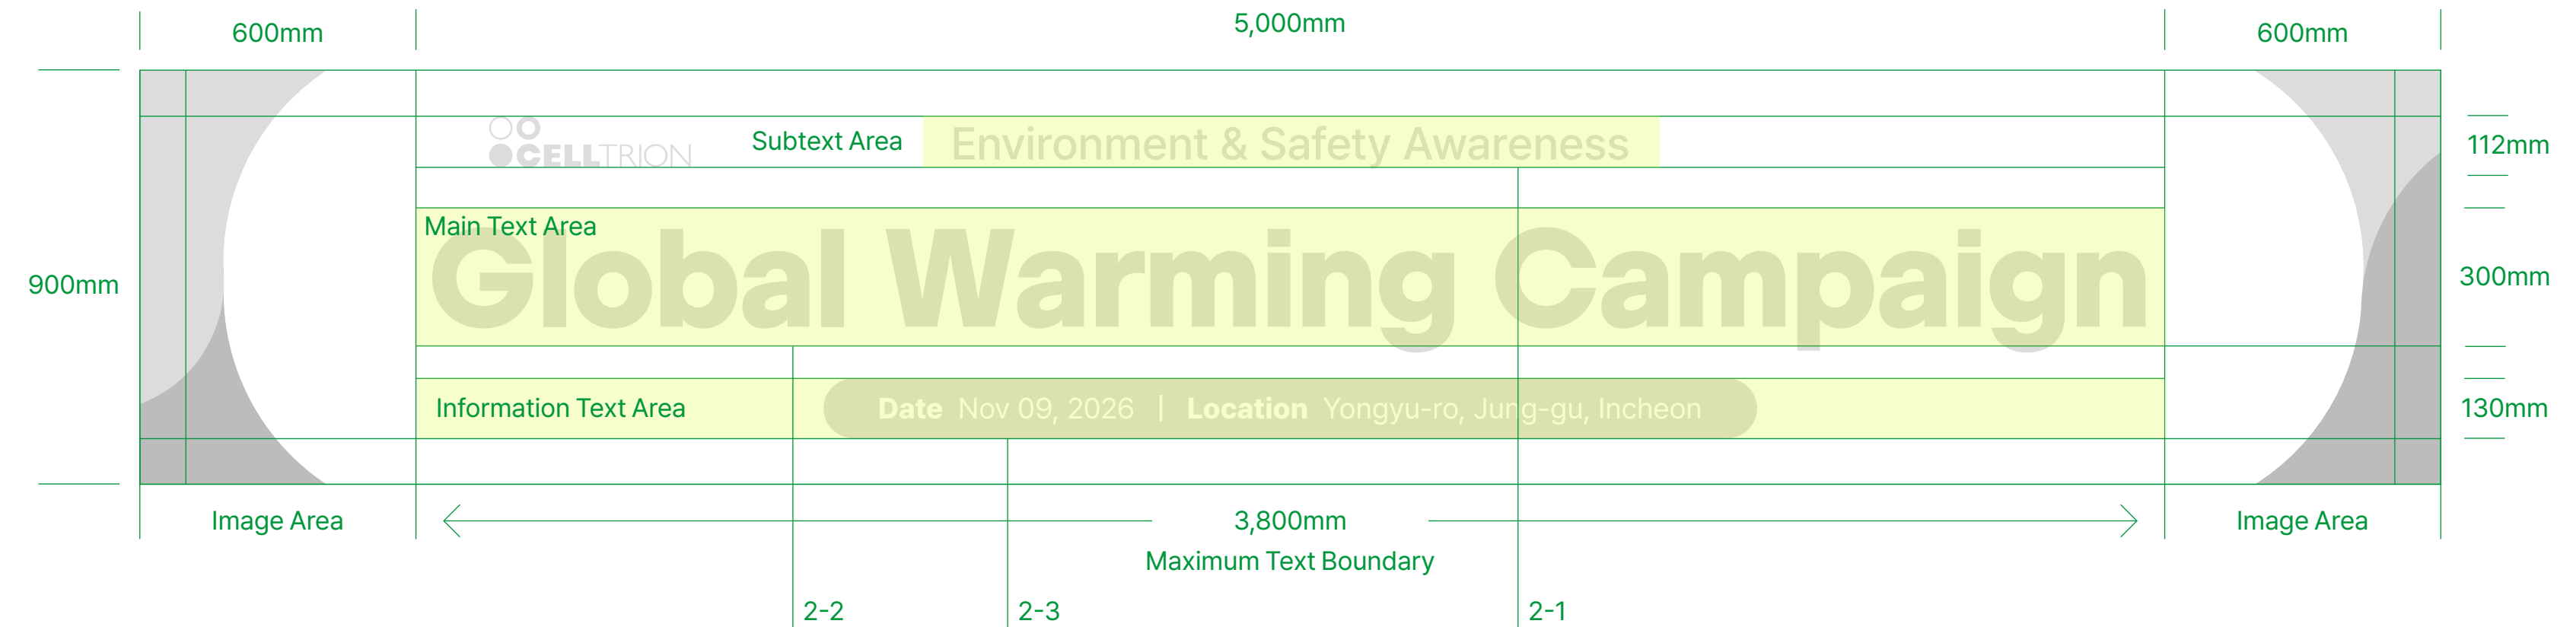 600mm
5,000mm
600mm
CELLTRION
Subtext Area
Environment & Safety Awareness
112mm
Main Text Area
Global Warming Campaign
900mm
300mm
Information Text Area
Date Nov 09, 2026 | Location Yongyu-ro, Jung-gu, Incheon
130mm
Image Area
3,800mm
Maximum Text Boundary
Image Area
2-2
2-3
2-1